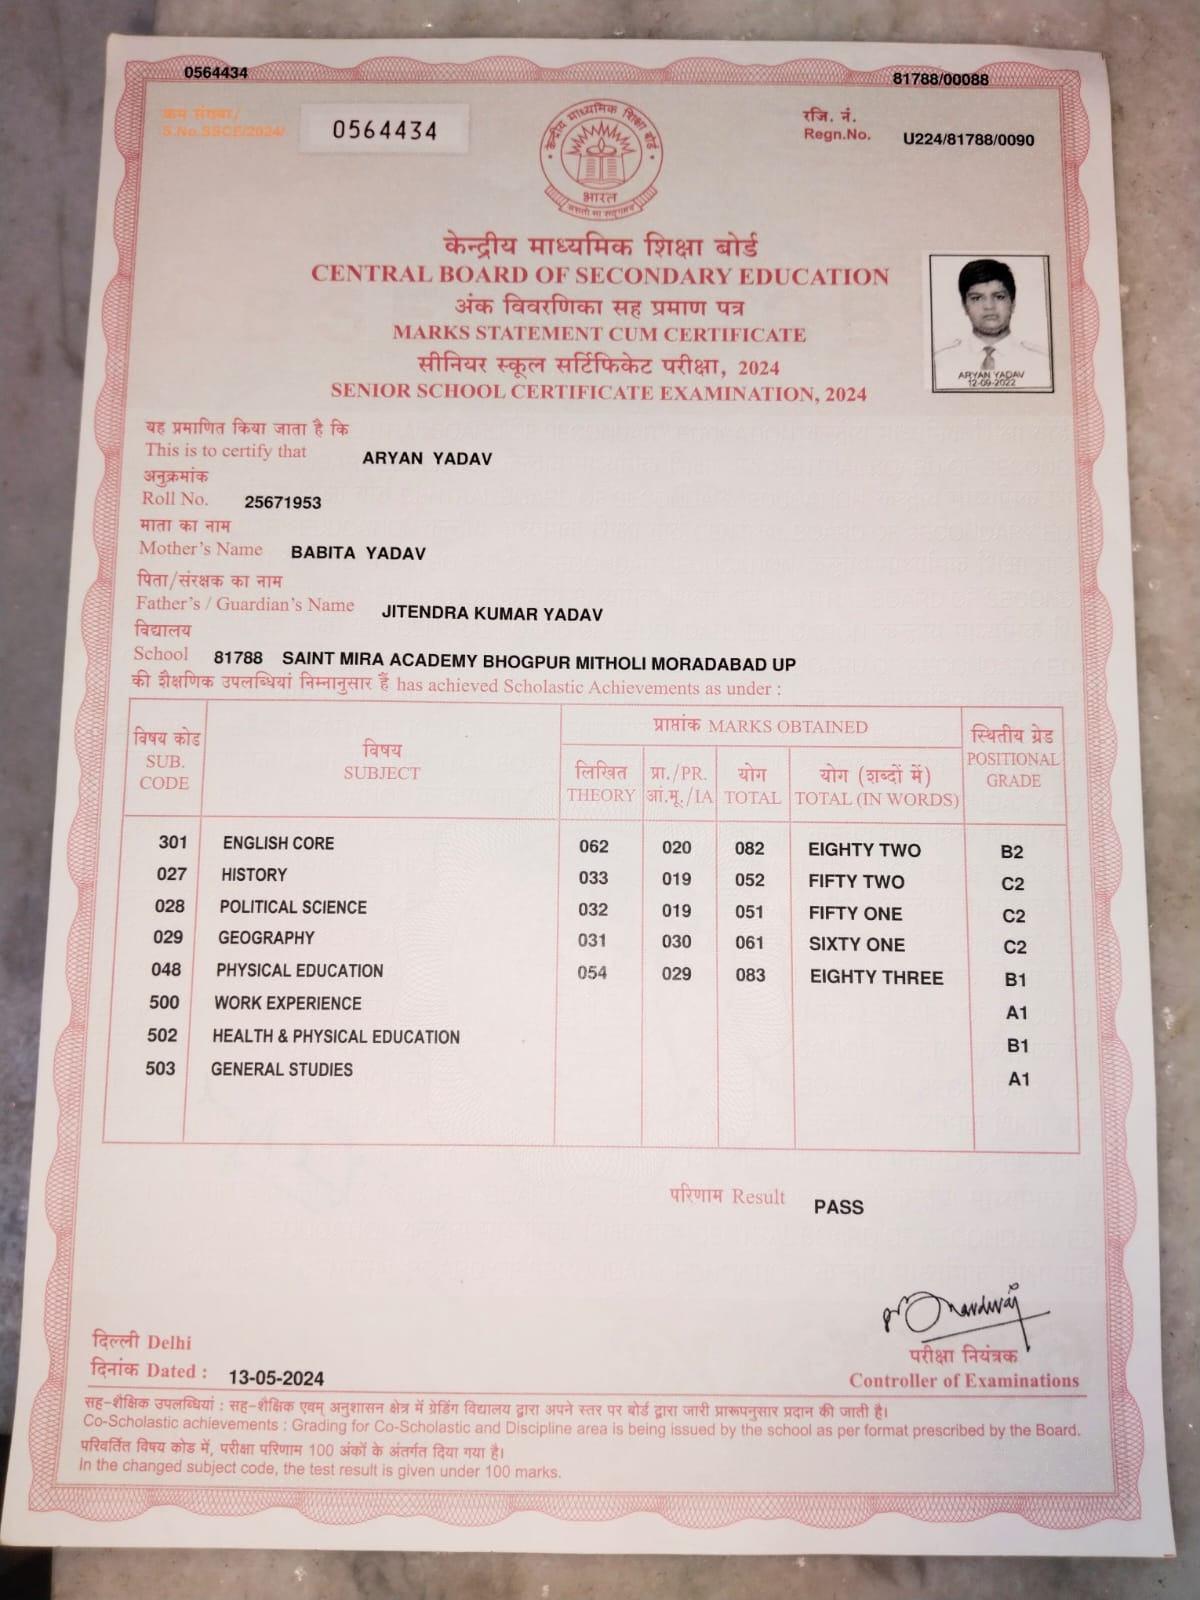 0564434
81788/00088
क्रम संख्या/
S.No.SSCE/2024/
0564434
रजि. नं.
Regn.No. U224/81788/0090
केन्द्रीय माध्यमिक शिक्षा बोर्ड
भारत
असतो मा सद्गमय
केन्द्रीय माध्यमिक शिक्षा बोर्ड
CENTRAL BOARD OF SECONDARY EDUCATION
अंक विवरणिका सह प्रमाण पत्र
MARKS STATEMENT CUM CERTIFICATE
सीनियर स्कूल सर्टिफिकेट परीक्षा, 2024
SENIOR SCHOOL CERTIFICATE EXAMINATION, 2024
ARYAN YADAV
12-09-2022
यह प्रमाणित किया जाता है कि
This is to certify that ARYAN YADAV
अनुक्रमांक
Roll No. 25671953
माता का नाम
Mother's Name BABITA YADAV
पिता/संरक्षक का नाम
Father's / Guardian's Name JITENDRA KUMAR YADAV
विद्यालय
School 81788 SAINT MIRA ACADEMY BHOGPUR MITHOLI MORADABAD UP
की शैक्षणिक उपलब्धियां निम्नानुसार हैं has achieved Scholastic Achievements as under :
विषय कोड
SUB.
CODE
विषय
SUBJECT
प्राप्तांक MARKS OBTAINED
लिखित
THEORY
प्रा./PR.
आं.मू./IA
योग
TOTAL
योग (शब्दों में)
TOTAL (IN WORDS)
स्थितीय ग्रेड
POSITIONAL
GRADE
301 ENGLISH CORE 062 020 082 EIGHTY TWO B2
027 HISTORY 033 019 052 FIFTY TWO C2
028 POLITICAL SCIENCE 032 019 051 FIFTY ONE C2
029 GEOGRAPHY 031 030 061 SIXTY ONE C2
048 PHYSICAL EDUCATION 054 029 083 EIGHTY THREE B1
500 WORK EXPERIENCE A1
502 HEALTH & PHYSICAL EDUCATION B1
503 GENERAL STUDIES A1
परिणाम Result PASS
दिल्ली Delhi
दिनांक Dated : 13-05-2024
परीक्षा नियंत्रक
Controller of Examinations
सह-शैक्षिक उपलब्धियां : सह-शैक्षिक एवम् अनुशासन क्षेत्र में ग्रेडिंग विद्यालय द्वारा अपने स्तर पर बोर्ड द्वारा जारी प्रारूपनुसार प्रदान की जाती है।
Co-Scholastic achievements : Grading for Co-Scholastic and Discipline area is being issued by the school as per format prescribed by the Board.
परिवर्तित विषय कोड में, परीक्षा परिणाम 100 अंकों के अंतर्गत दिया गया है।
In the changed subject code, the test result is given under 100 marks.